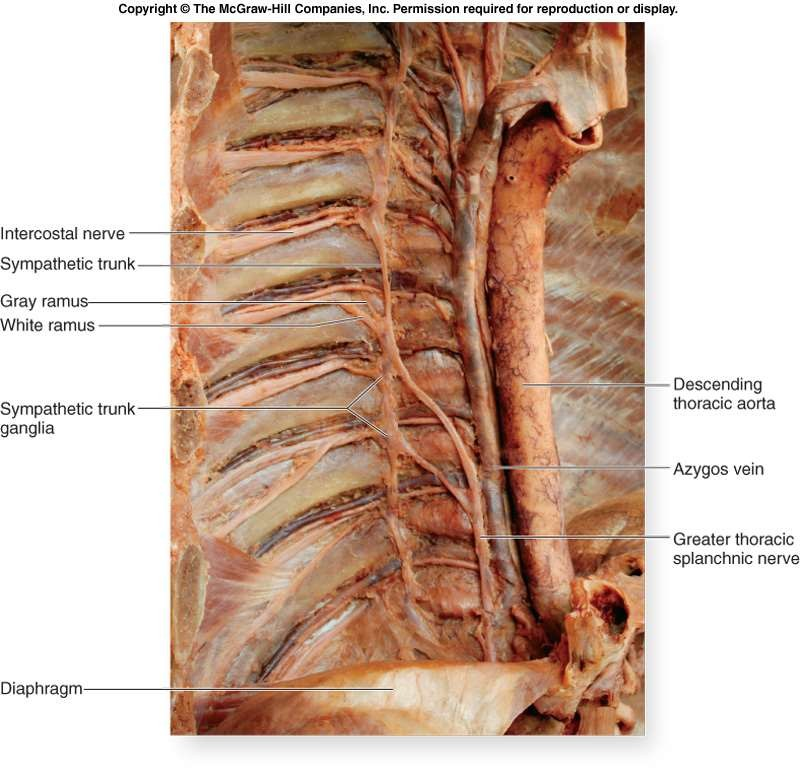 Copyright © The McGraw-Hill Companies, Inc. Permission required for reproduction or display.
Intercostal nerve
Sympathetic trunk
Gray ramus
White ramus
Sympathetic trunk
ganglia
Diaphragm
Descending
thoracic aorta
Azygos vein
Greater thoracic
splanchnic nerve